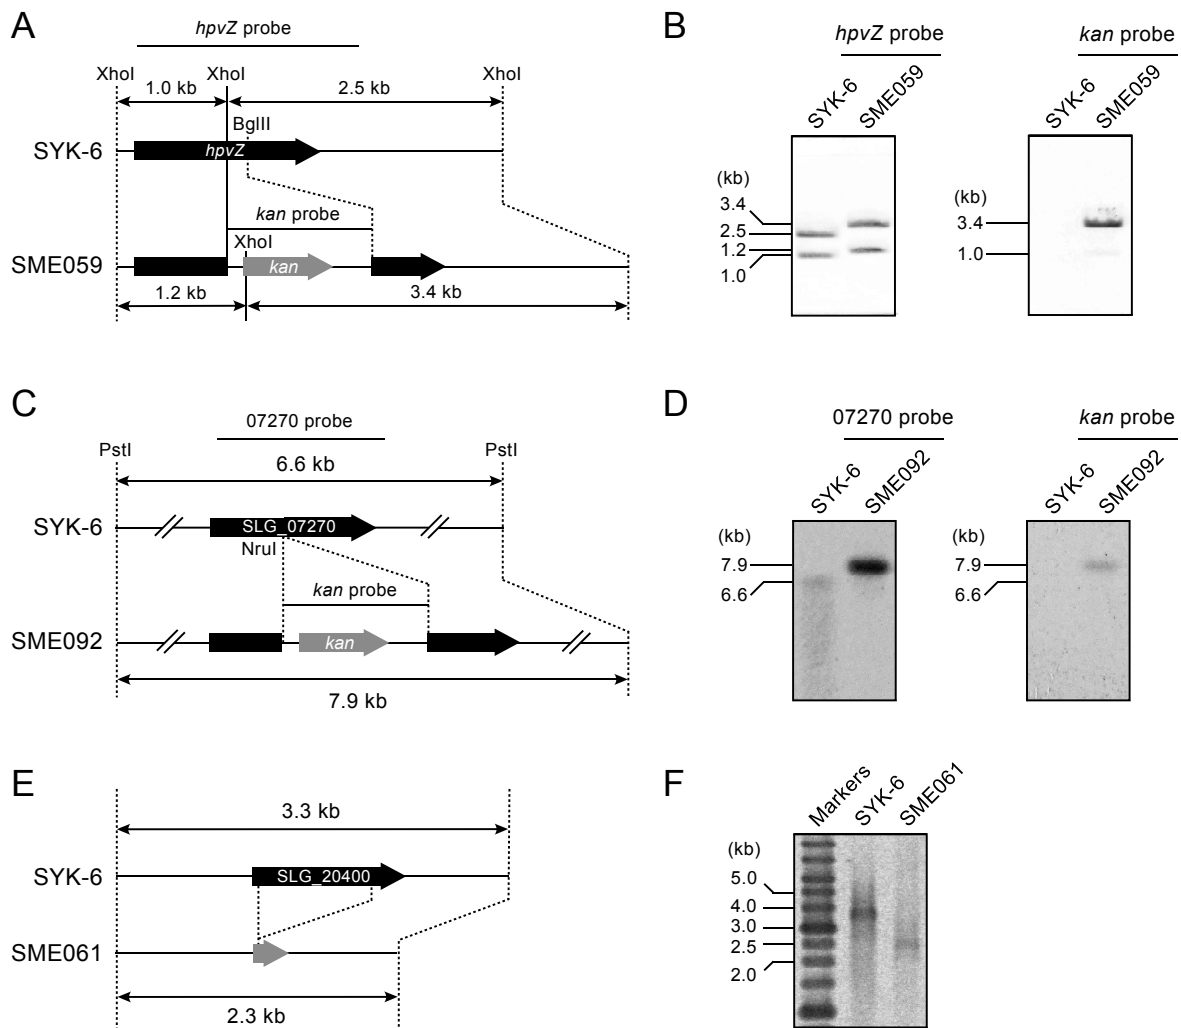 A
hpvZ probe
XhoI XhoI XhoI
1.0 kb 2.5 kb
BglII
SYK-6
hpvZ
kan probe
XhoI
SME059
kan
1.2 kb 3.4 kb
B
hpvZ probe kan probe
SYK-6 SME059 SYK-6 SME059
(kb) (kb)
3.4
2.5
1.2
1.0
3.4
1.0
C
07270 probe
PstI PstI
6.6 kb
SYK-6
SLG_07270
NruI
kan probe
SME092
kan
7.9 kb
D
07270 probe kan probe
SYK-6 SME092 SYK-6 SME092
(kb) (kb)
7.9
6.6
7.9
6.6
E
3.3 kb
SYK-6
SLG_20400
SME061
2.3 kb
F
Markers SYK-6 SME061
(kb)
5.0
4.0
3.0
2.5
2.0